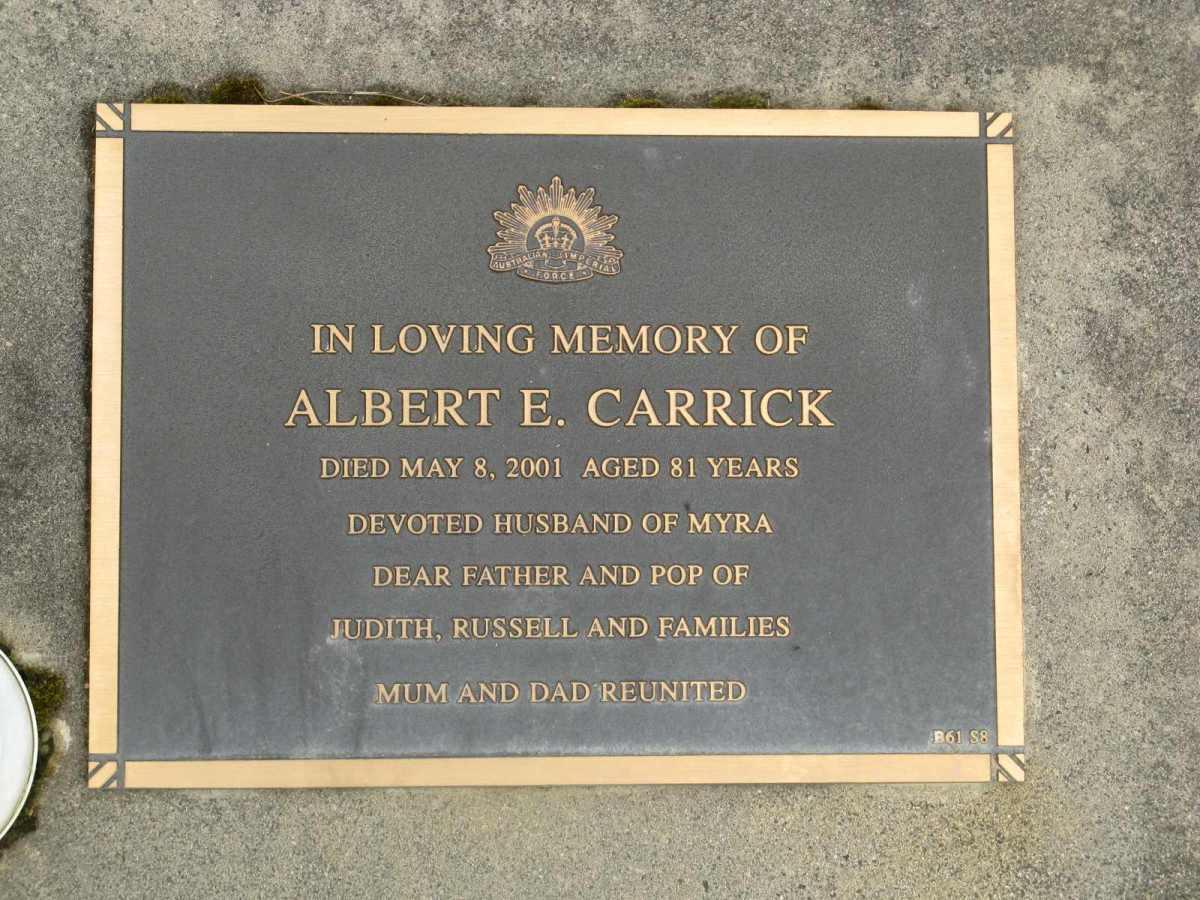 AUSTRALIAN IMPERIAL
FORCE
IN LOVING MEMORY OF
ALBERT E. CARRICK
DIED MAY 8, 2001 AGED 81 YEARS
DEVOTED HUSBAND OF MYRA
DEAR FATHER AND POP OF
JUDITH, RUSSELL AND FAMILIES
MUM AND DAD REUNITED
B61 S8